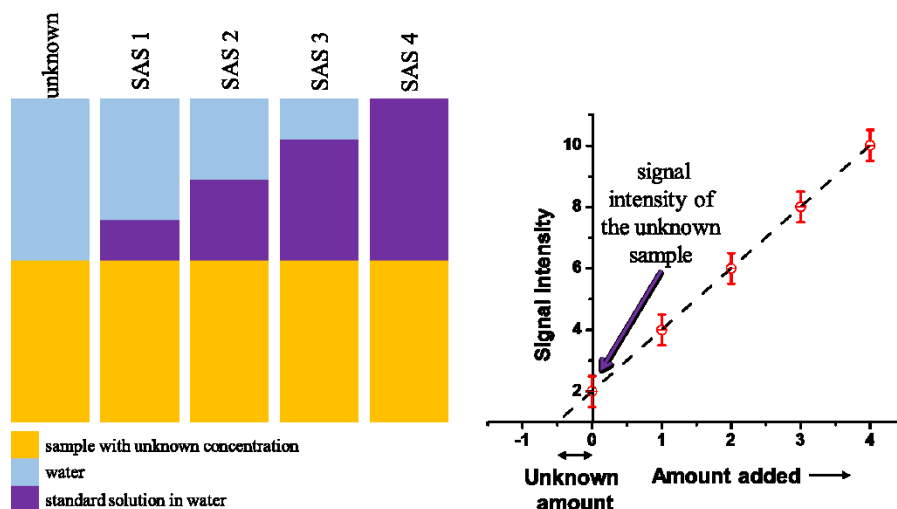 unknown
SAS 1
SAS 2
SAS 3
SAS 4
sample with unknown concentration
water
standard solution in water
signal
intensity of
the unknown
sample
Signal Intensity
10
8
6
4
2
-1
0
1
2
3
4
Unknown
amount
Amount added